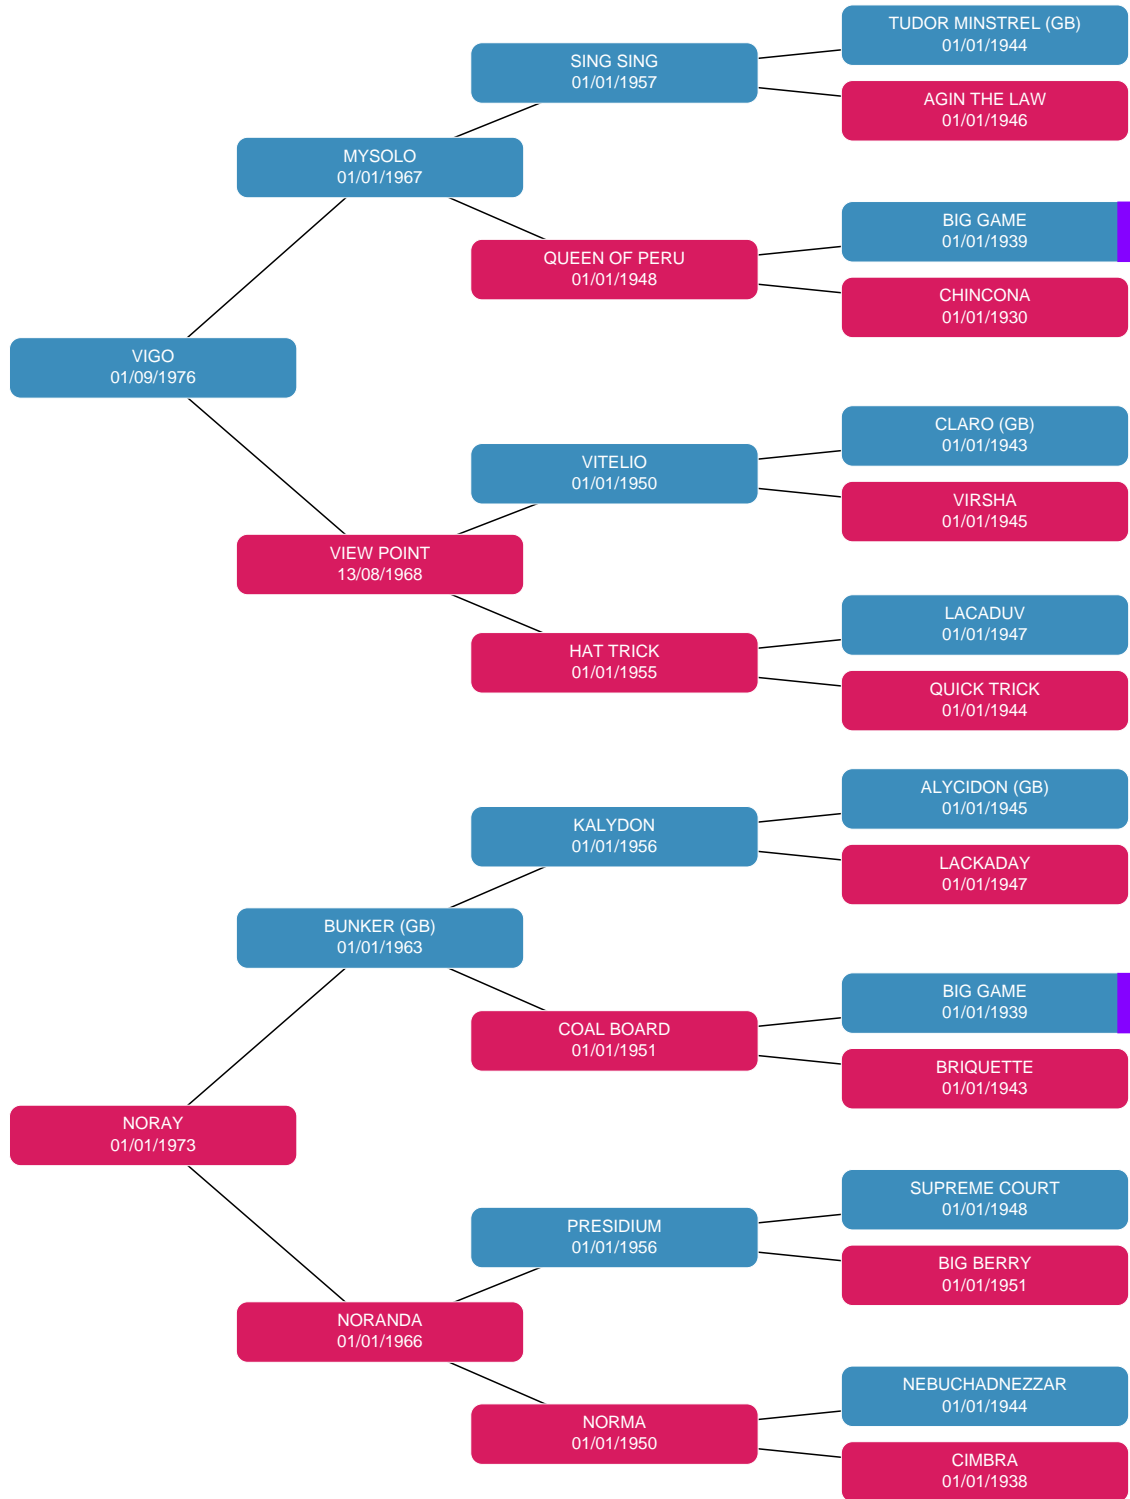 TUDOR MINSTREL (GB)
01/01/1944
SING SING
01/01/1957
AGIN THE LAW
01/01/1946
MYSOLO
01/01/1967
BIG GAME
01/01/1939
QUEEN OF PERU
01/01/1948
CHINCONA
01/01/1930
VIGO
01/09/1976
CLARO (GB)
01/01/1943
VITELIO
01/01/1950
VIRSHA
01/01/1945
VIEW POINT
13/08/1968
LACADUV
01/01/1947
HAT TRICK
01/01/1955
QUICK TRICK
01/01/1944
ALYCIDON (GB)
01/01/1945
KALYDON
01/01/1956
LACKADAY
01/01/1947
BUNKER (GB)
01/01/1963
BIG GAME
01/01/1939
COAL BOARD
01/01/1951
BRIQUETTE
01/01/1943
NORAY
01/01/1973
SUPREME COURT
01/01/1948
PRESIDIUM
01/01/1956
BIG BERRY
01/01/1951
NORANDA
01/01/1966
NEBUCHADNEZZAR
01/01/1944
NORMA
01/01/1950
CIMBRA
01/01/1938